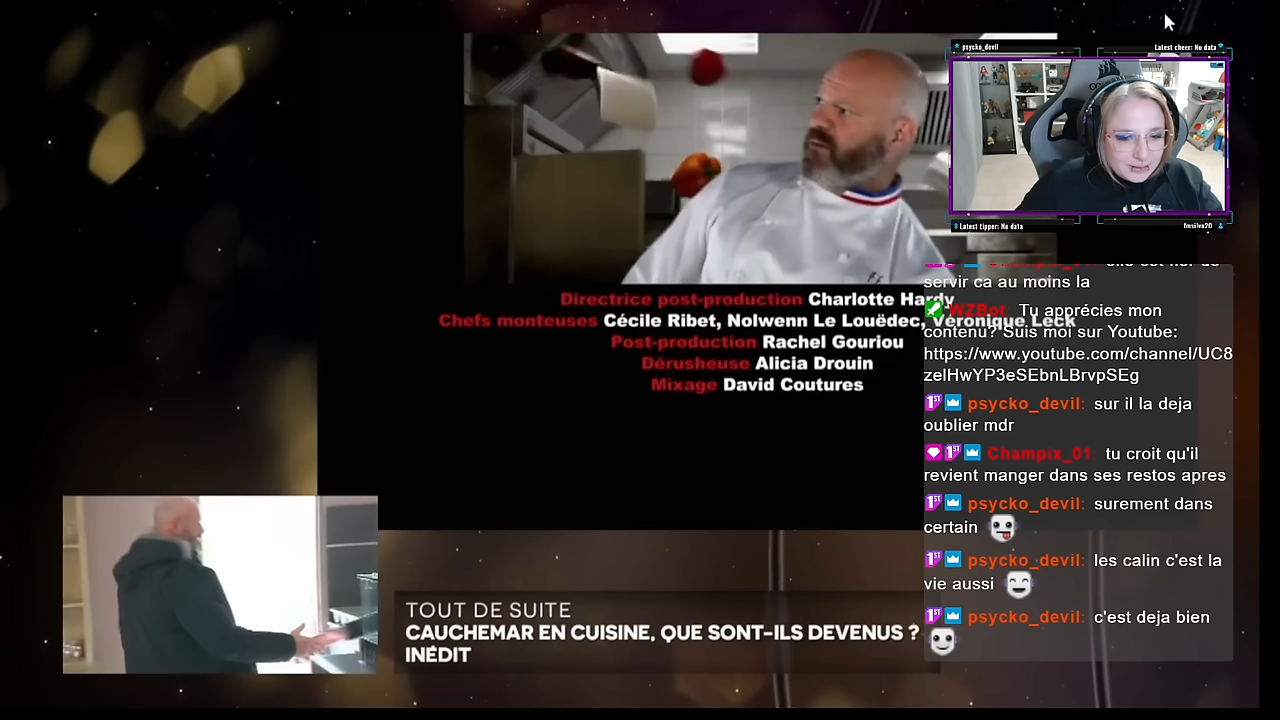 psycko_devil
Latest cheer: No data
Latest tipper: No data
fmsilva20
Directrice post-production Charlotte Hardy
Chefs monteuses Cécile Ribet, Nolwenn Le Louëdec, Véronique Leck
Post-production Rachel Gouriou
Dérusheuse Alicia Drouin
Mixage David Coutures
servir ca au moins la
WZBot: Tu apprécies mon
contenu? Suis moi sur Youtube:
https://www.youtube.com/channel/UC8
zelHwYP3eSEbnLBrvpSEg
psycko_devil: sur il la deja
oublier mdr
Champix_01: tu croit qu'il
revient manger dans ses restos apres
psycko_devil: surement dans
certain
psycko_devil: les calin c'est la
vie aussi
psycko_devil: c'est deja bien
TOUT DE SUITE
CAUCHEMAR EN CUISINE, QUE SONT-ILS DEVENUS ?
INÉDIT